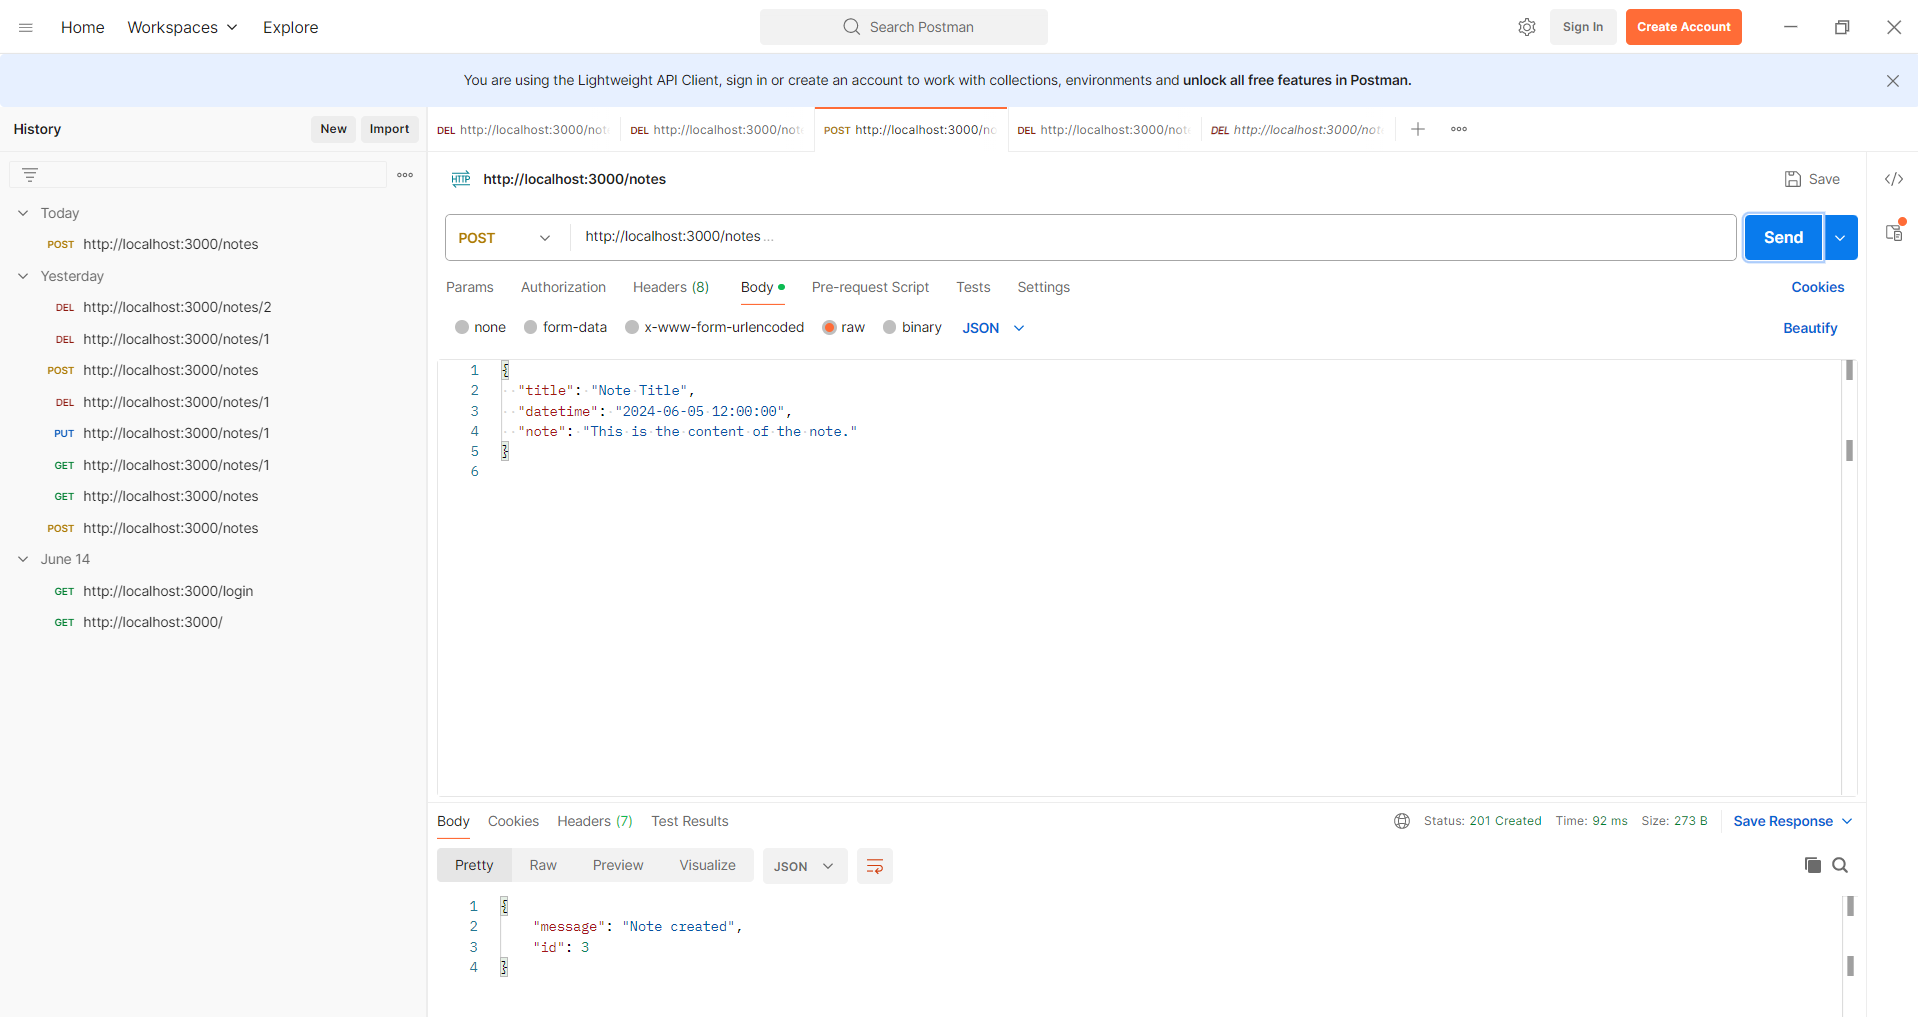 Home Workspaces Explore Search Postman Sign In Create Account
You are using the Lightweight API Client, sign in or create an account to work with collections, environments and unlock all free features in Postman.
History New Import
DEL http://localhost:3000/not DEL http://localhost:3000/not POST http://localhost:3000/no DEL http://localhost:3000/not DEL http://localhost:3000/not
Today
POST http://localhost:3000/notes
Yesterday
DEL http://localhost:3000/notes/2
DEL http://localhost:3000/notes/1
POST http://localhost:3000/notes
DEL http://localhost:3000/notes/1
PUT http://localhost:3000/notes/1
GET http://localhost:3000/notes/1
GET http://localhost:3000/notes
POST http://localhost:3000/notes
June 14
GET http://localhost:3000/login
GET http://localhost:3000/
HTTP http://localhost:3000/notes Save
POST http://localhost:3000/notes ... Send
Params Authorization Headers (8) Body Pre-request Script Tests Settings Cookies
none form-data x-www-form-urlencoded raw binary JSON Beautify
1 {
2 "title": "Note Title",
3 "datetime": "2024-06-05 12:00:00",
4 "note": "This is the content of the note."
5 }
6
Body Cookies Headers (7) Test Results Status: 201 Created Time: 92 ms Size: 273 B Save Response
Pretty Raw Preview Visualize JSON
1 {
2 "message": "Note created",
3 "id": 3
4 }